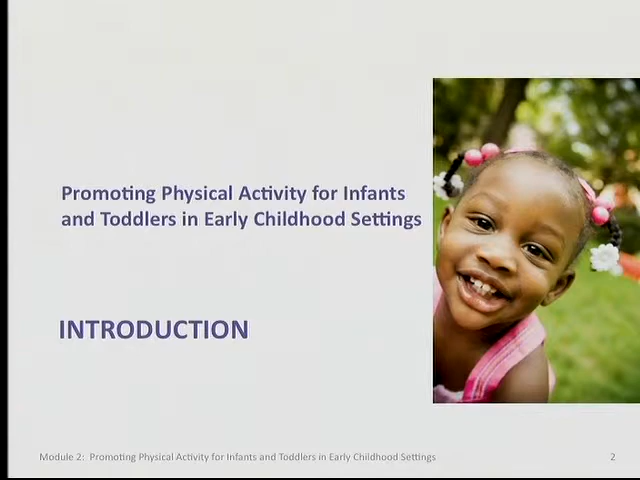 Promoting Physical Activity for Infants
and Toddlers in Early Childhood Settings
INTRODUCTION
Module 2: Promoting Physical Activity for Infants and Toddlers in Early Childhood Settings 2